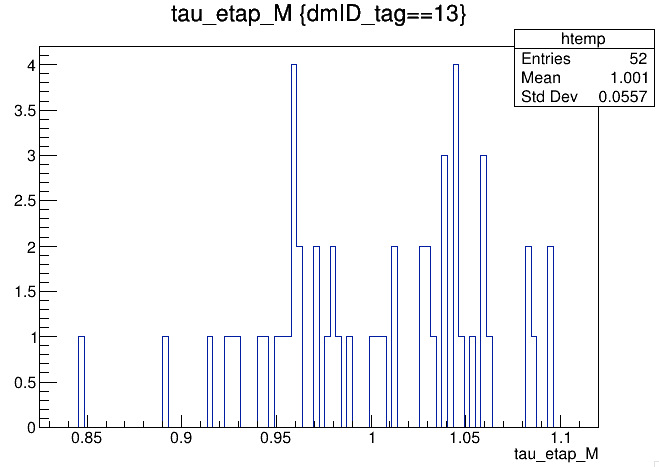 tau_etap_M {dmID_tag==13}
htemp
Entries 52
Mean 1.001
Std Dev 0.0557
4
3.5
3
2.5
2
1.5
1
0.5
0
0.85 0.9 0.95 1 1.05 1.1
tau_etap_M